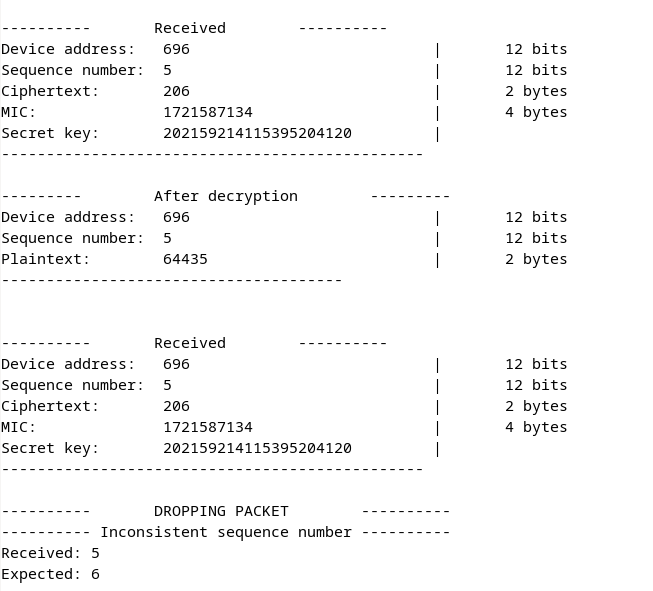 ----------       Received        ----------
Device address:   696                           |       12 bits
Sequence number:  5                             |       12 bits
Ciphertext:       206                           |       2 bytes
MIC:              1721587134                    |       4 bytes
Secret key:       202159214115395204120         |
-----------------------------------------------
---------        After decryption        ---------
Device address:   696                           |       12 bits
Sequence number:  5                             |       12 bits
Plaintext:        64435                         |       2 bytes
--------------------------------------
----------       Received        ----------
Device address:   696                           |       12 bits
Sequence number:  5                             |       12 bits
Ciphertext:       206                           |       2 bytes
MIC:              1721587134                    |       4 bytes
Secret key:       202159214115395204120         |
-----------------------------------------------
----------       DROPPING PACKET        ----------
---------- Inconsistent sequence number ----------
Received: 5
Expected: 6